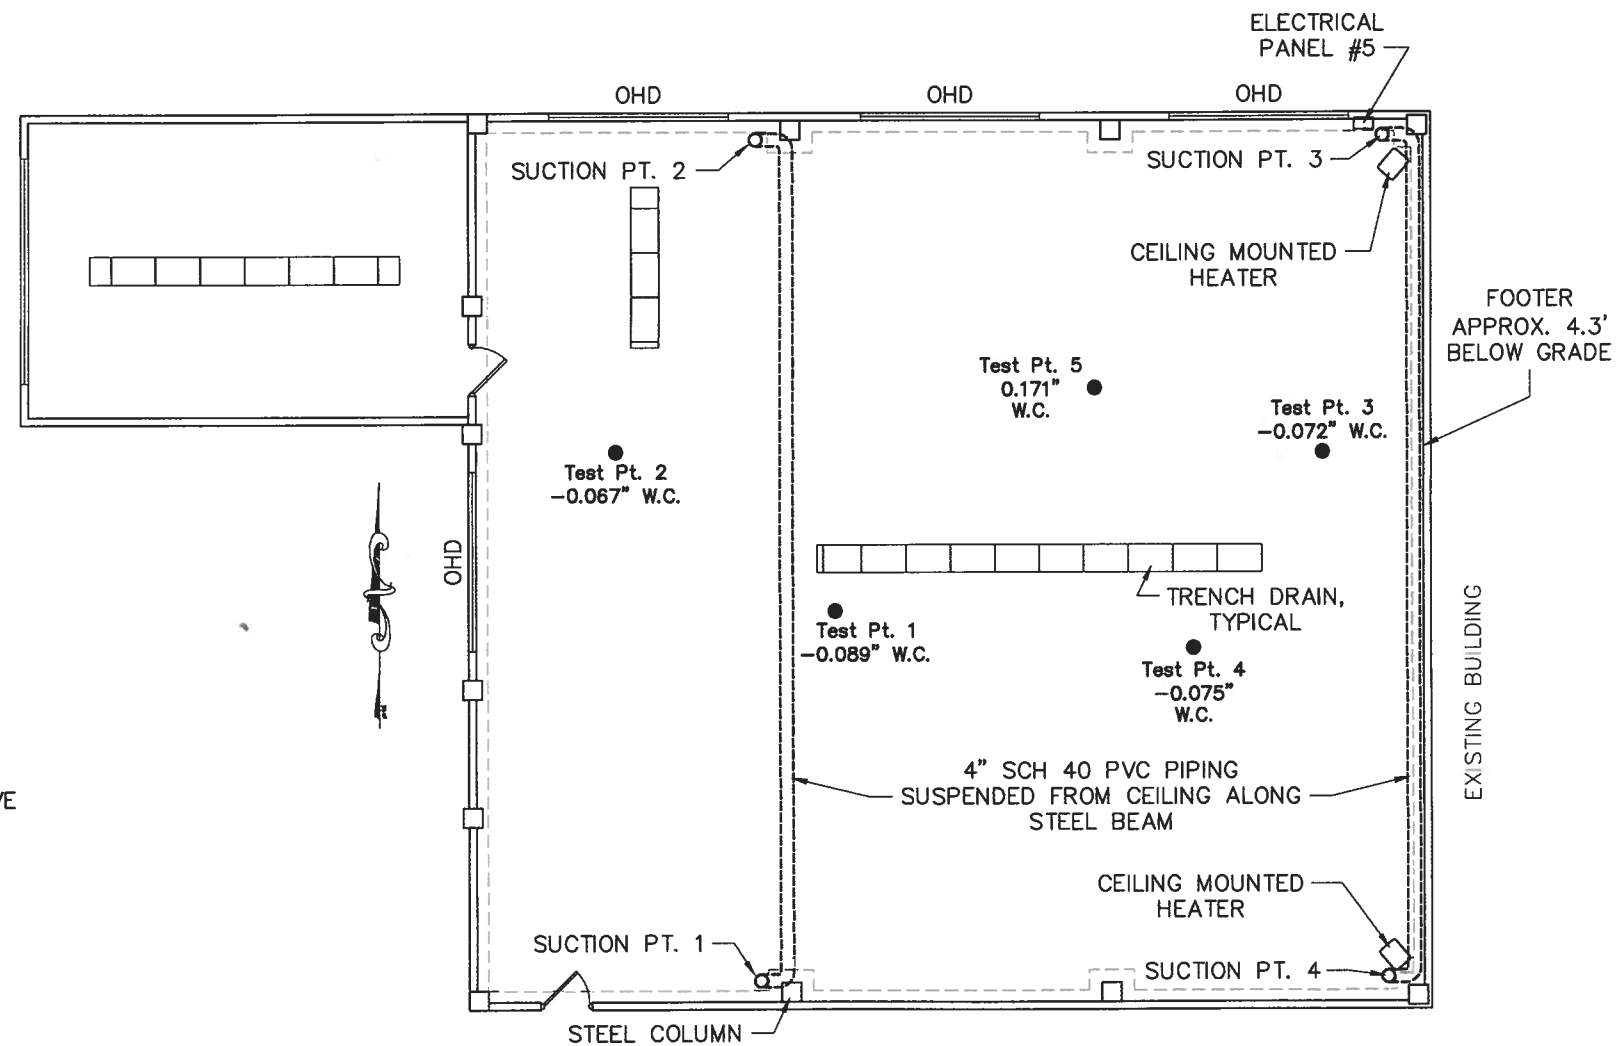 ELECTRICAL
PANEL #5
OHD
OHD
OHD
SUCTION PT. 2
SUCTION PT. 3
CEILING MOUNTED
HEATER
FOOTER
APPROX. 4.3'
BELOW GRADE
Test Pt. 5
0.171"
W.C.
Test Pt. 3
-0.072" W.C.
Test Pt. 2
-0.067" W.C.
OHD
TRENCH DRAIN,
TYPICAL
Test Pt. 1
-0.089" W.C.
Test Pt. 4
-0.075"
W.C.
EXISTING BUILDING
4" SCH 40 PVC PIPING
SUSPENDED FROM CEILING ALONG
STEEL BEAM
VE
CEILING MOUNTED
HEATER
SUCTION PT. 1
SUCTION PT. 4
STEEL COLUMN